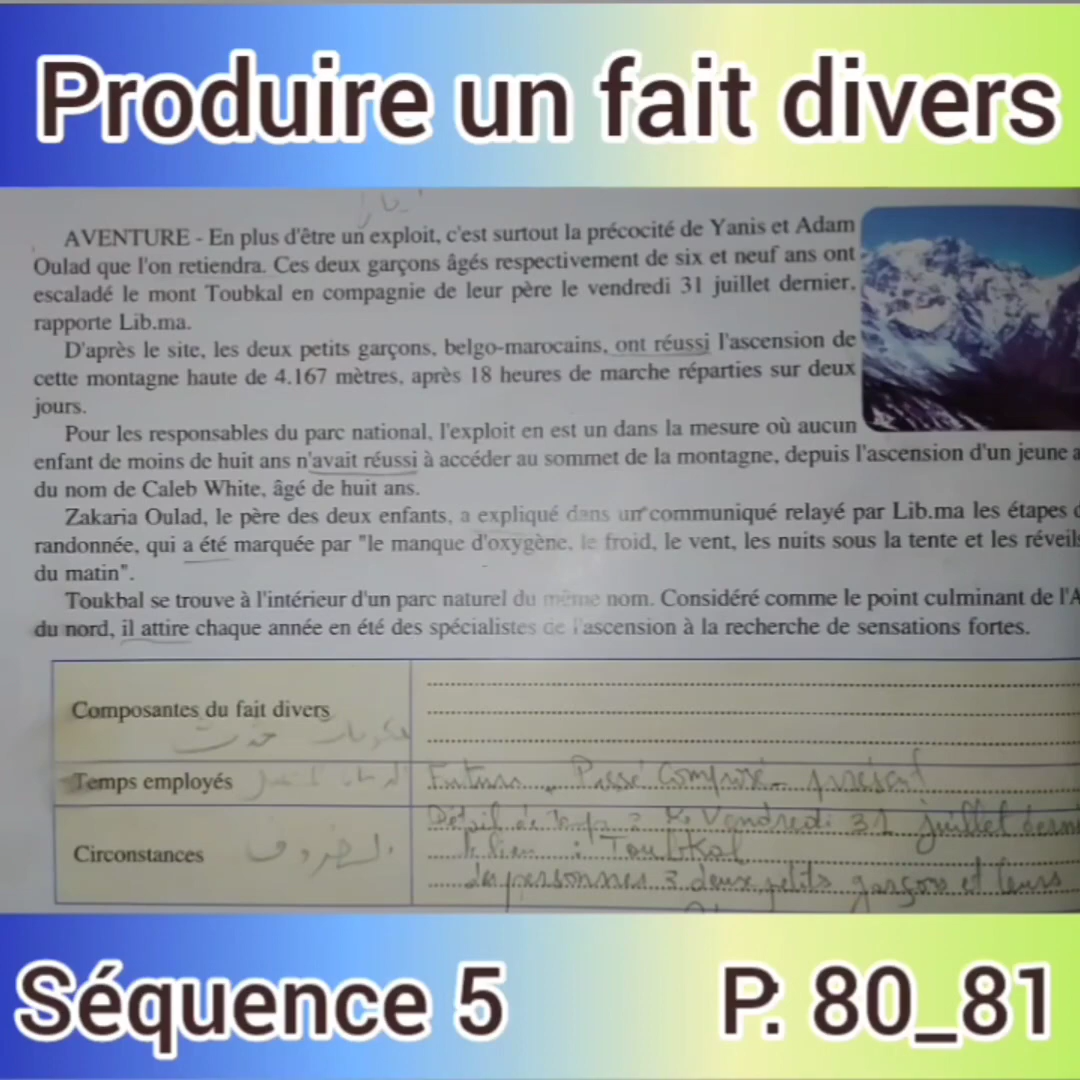 Produire un fait divers
AVENTURE - En plus d'être un exploit, c'est surtout la précocité de Yanis et Adam
Oulad que l'on retiendra. Ces deux garçons âgés respectivement de six et neuf ans ont
escaladé le mont Toubkal en compagnie de leur père le vendredi 31 juillet dernier,
rapporte Lib.ma.
D'après le site, les deux petits garçons, belgo-marocains, ont réussi l'ascension de
cette montagne haute de 4.167 mètres, après 18 heures de marche réparties sur deux
jours.
Pour les responsables du parc national, l'exploit en est un dans la mesure où aucun
enfant de moins de huit ans n'avait réussi à accéder au sommet de la montagne, depuis l'ascension d'un jeune
du nom de Caleb White, âgé de huit ans.
Zakaria Oulad, le père des deux enfants, a expliqué dans un communiqué relayé par Lib.ma les étapes
randonnée, qui a été marquée par "le manque d'oxygène, le froid, le vent, les nuits sous la tente et les réveils
du matin".
Toukbal se trouve à l'intérieur d'un parc naturel du même nom. Considéré comme le point culminant de l'A
du nord, il attire chaque année en été des spécialistes de l'ascension à la recherche de sensations fortes.
Composantes du fait divers
Temps employés Futur - Passé Composé - présent
Vendredi 31 juillet
Circonstances الظروف le lieu : Toubkal
des personnes : deux petits garçons et leurs
Séquence 5 P. 80_81